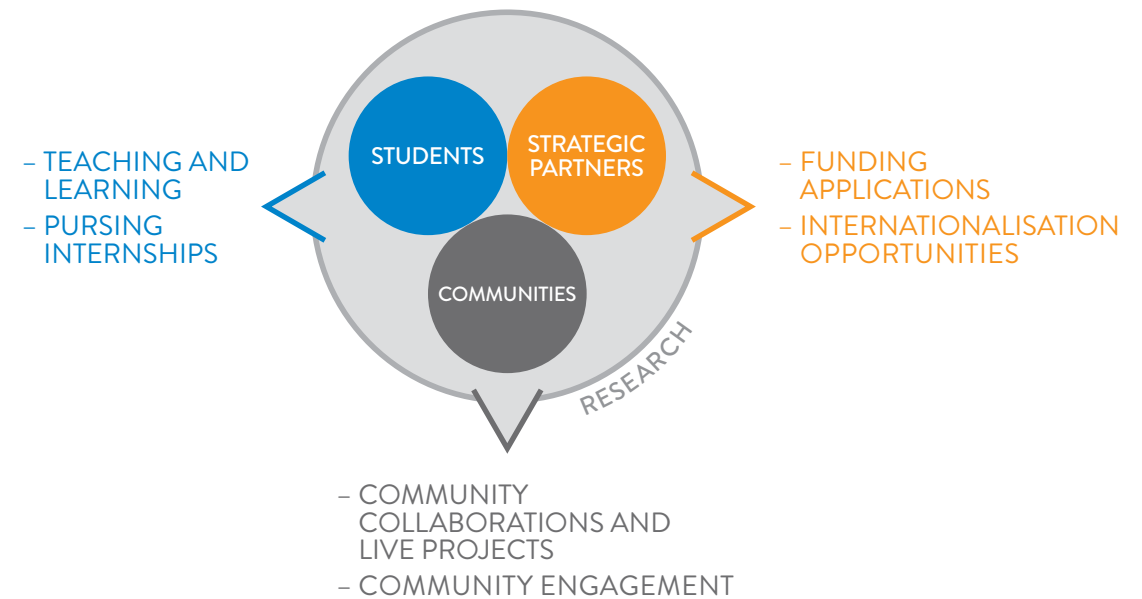 STUDENTS
STRATEGIC
PARTNERS
COMMUNITIES
RESEARCH
– TEACHING AND
LEARNING
– PURSING
INTERNSHIPS
– FUNDING
APPLICATIONS
– INTERNATIONALISATION
OPPORTUNITIES
– COMMUNITY
COLLABORATIONS AND
LIVE PROJECTS
– COMMUNITY ENGAGEMENT